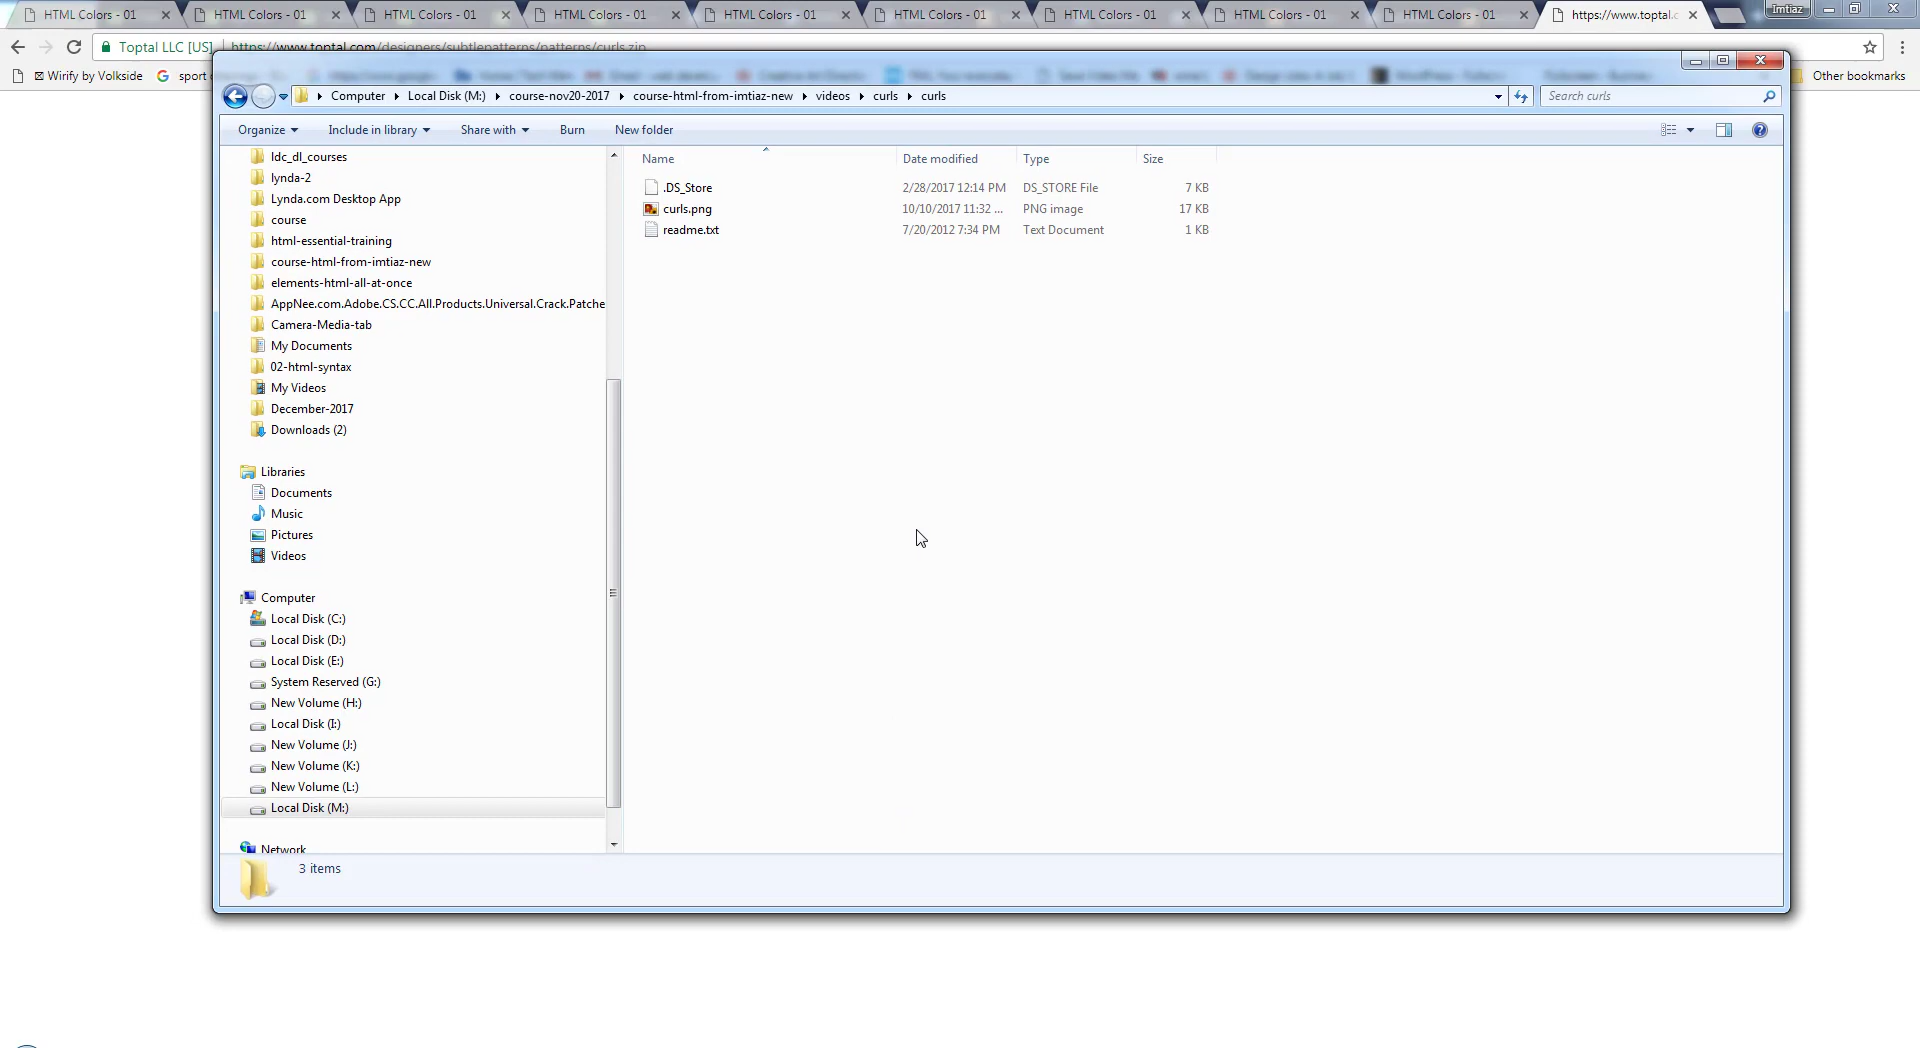 HTML Colors - 01 HTML Colors - 01 HTML Colors - 01 HTML Colors - 01 HTML Colors - 01 HTML Colors - 01 HTML Colors - 01 HTML Colors - 01 HTML Colors - 01 https://www.toptal.c Imtiaz
Toptal LLC [US] https://www.toptal.com/designers/subtlepatterns/patterns/curls.zip
Wirify by Volkside sport Other bookmarks
Computer Local Disk (M:) course-nov20-2017 course-html-from-imtiaz-new videos curls curls Search curls
Organize Include in library Share with Burn New folder
Name Date modified Type Size
.DS_Store 2/28/2017 12:14 PM DS_STORE File 7 KB
curls.png 10/10/2017 11:32 ... PNG image 17 KB
readme.txt 7/20/2012 7:34 PM Text Document 1 KB
ldc_dl_courses
lynda-2
Lynda.com Desktop App
course
html-essential-training
course-html-from-imtiaz-new
elements-html-all-at-once
AppNee.com.Adobe.CS.CC.All.Products.Universal.Crack.Patche
Camera-Media-tab
My Documents
02-html-syntax
My Videos
December-2017
Downloads (2)
Libraries
Documents
Music
Pictures
Videos
Computer
Local Disk (C:)
Local Disk (D:)
Local Disk (E:)
System Reserved (G:)
New Volume (H:)
Local Disk (I:)
New Volume (J:)
New Volume (K:)
New Volume (L:)
Local Disk (M:)
Network
3 items